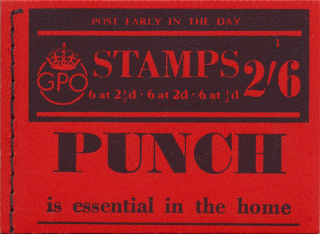 POST EARLY IN THE DAY
1
GPO
STAMPS 2/6
6 at 2½d · 6 at 2d · 6 at ½d
PUNCH
is essential in the home